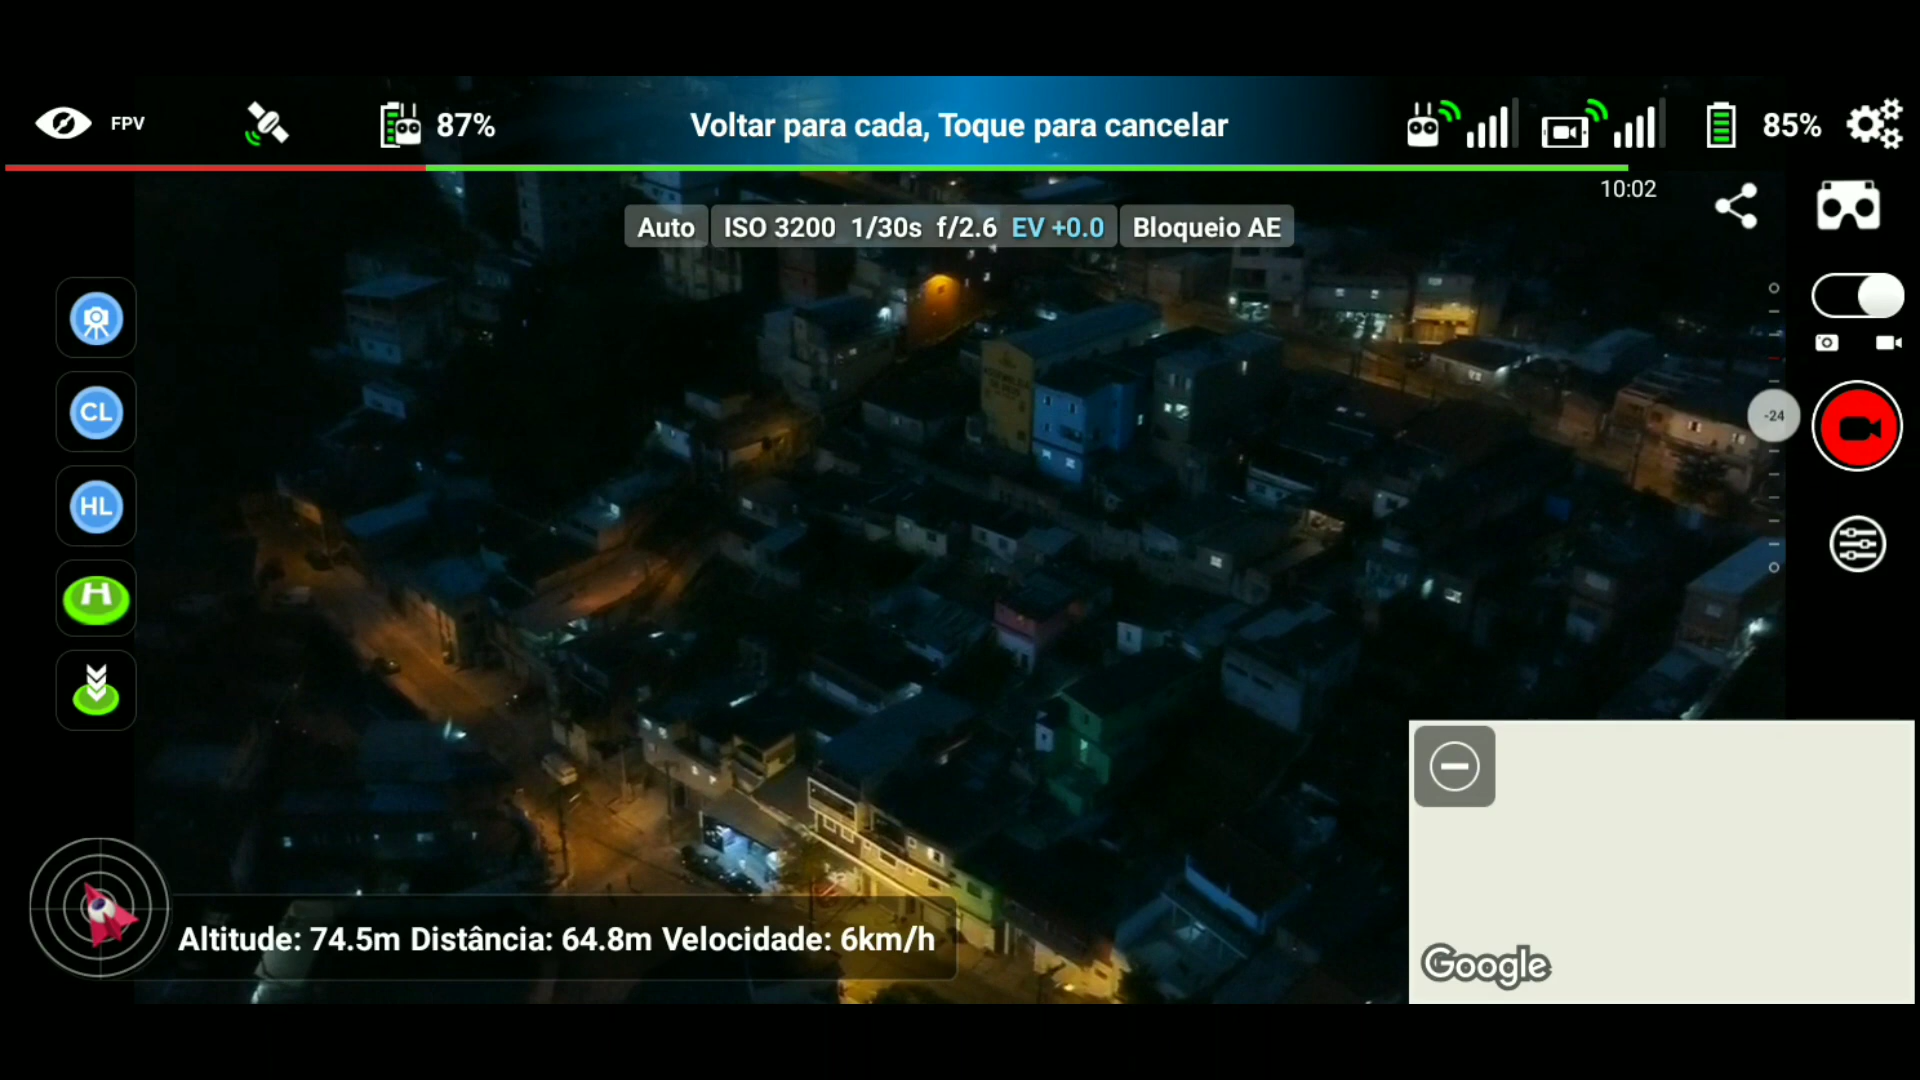 FPV
87%
Voltar para cada, Toque para cancelar
85%
10:02
Auto ISO 3200 1/30s f/2.6 EV +0.0 Bloqueio AE
CL
-24
HL
H
Altitude: 74.5m Distância: 64.8m Velocidade: 6km/h
Google